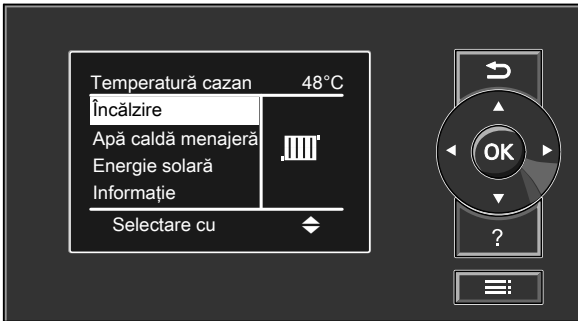 Temperatură cazan 48°C
Încălzire
Apă caldă menajeră
Energie solară
Informație
Selectare cu
OK
?